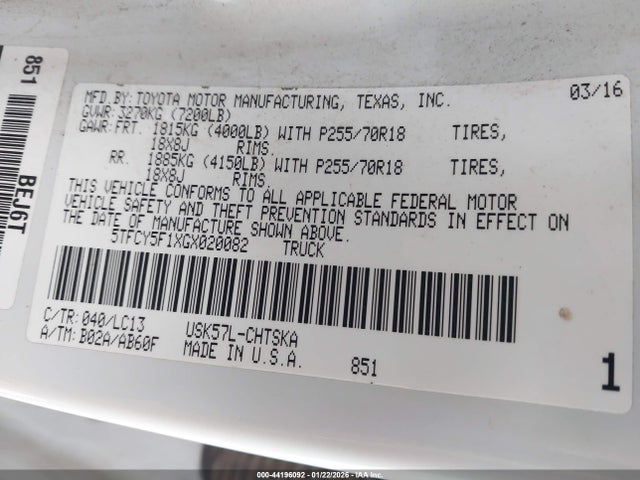 851
BEJ6T
MFD.BY:TOYOTA MOTOR MANUFACTURING, TEXAS, INC. 03/16
GVWR:3270KG (7200LB)
GAWR:FRT. 1815KG (4000LB) WITH P255/70R18 TIRES,
18X8J RIMS.
RR. 1885KG (4150LB) WITH P255/70R18 TIRES,
18X8J RIMS.
THIS VEHICLE CONFORMS TO ALL APPLICABLE FEDERAL MOTOR
VEHICLE SAFETY AND THEFT PREVENTION STANDARDS IN EFFECT ON
THE DATE OF MANUFACTURE SHOWN ABOVE.
5TFCY5F1XGX020082 TRUCK
C/TR:040/LC13 USK57L-CHTSKA
A/TM:B02A/AB60F MADE IN U.S.A. 851 1
000-44196092 - 01/22/2026 - IAAI Inc.